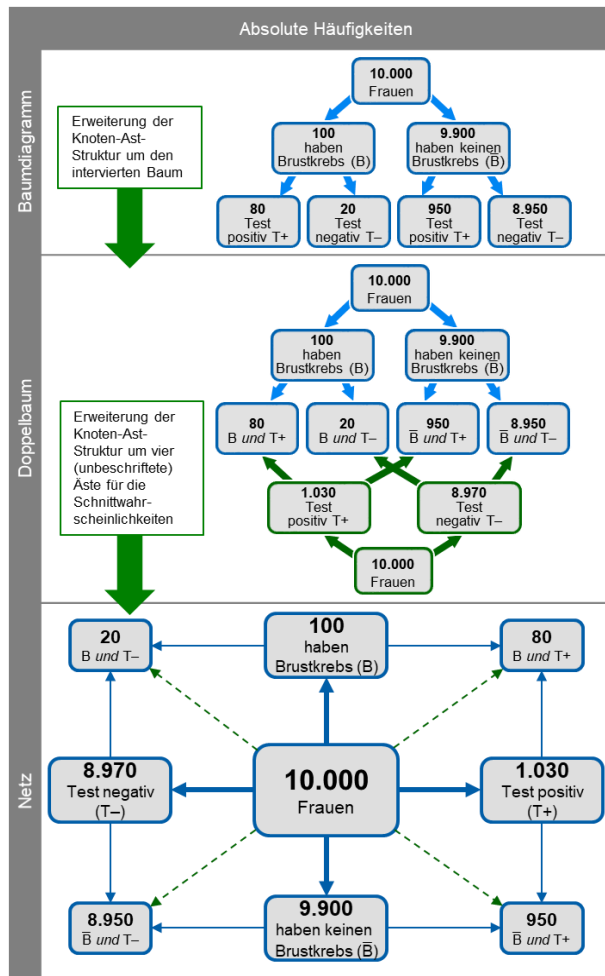 Absolute Häufigkeiten
Baumdiagramm
Erweiterung der
Knoten-Ast-
Struktur um den
invervierten Baum
10.000
Frauen
100
haben
Brustkrebs (B)
9.900
haben keinen
Brustkrebs (B̅)
80
Test
positiv T+
20
Test
negativ T–
950
Test
positiv T+
8.950
Test
negativ T–
Doppelbaum
Erweiterung der
Knoten-Ast-
Struktur um vier
(unbeschriftete)
Äste für die
Schnittwahr-
scheinlichkeiten
10.000
Frauen
100
haben
Brustkrebs (B)
9.900
haben keinen
Brustkrebs (B̅)
80
B und T+
20
B und T–
950
B̅ und T+
8.950
B̅ und T–
1.030
Test
positiv T+
8.970
Test
negativ T–
10.000
Frauen
Netz
20
B und T–
100
haben
Brustkrebs (B)
80
B und T+
8.970
Test negativ
(T–)
10.000
Frauen
1.030
Test positiv
(T+)
8.950
B̅ und T–
9.900
haben keinen
Brustkrebs (B̅)
950
B̅ und T+